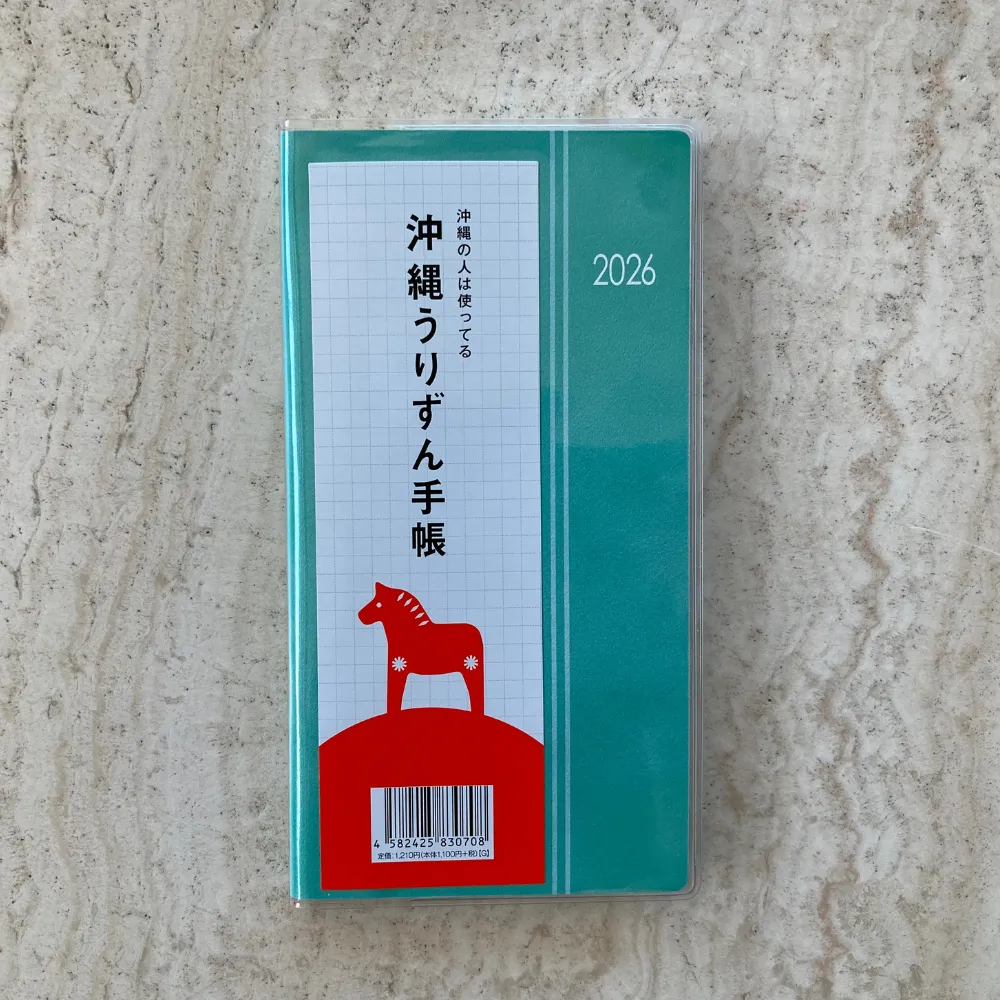 沖縄の人は使ってる
沖縄うりずん手帳
2026
4 582425 830708
定価:1,210円(本体1,100円+税)【G】